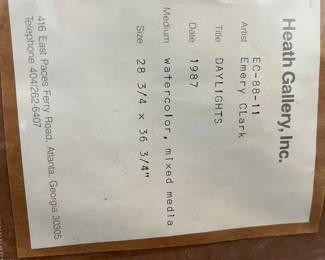 Heath Gallery, Inc.
EC-88-11
Artist Emery CLark
Title DAYLIGHTS
Date 1987
Medium watercolor, mixed media
Size 28 3/4 x 36 3/4"
416 East Paces Ferry Road, Atlanta, Georgia 30305
Telephone 404/262-6407